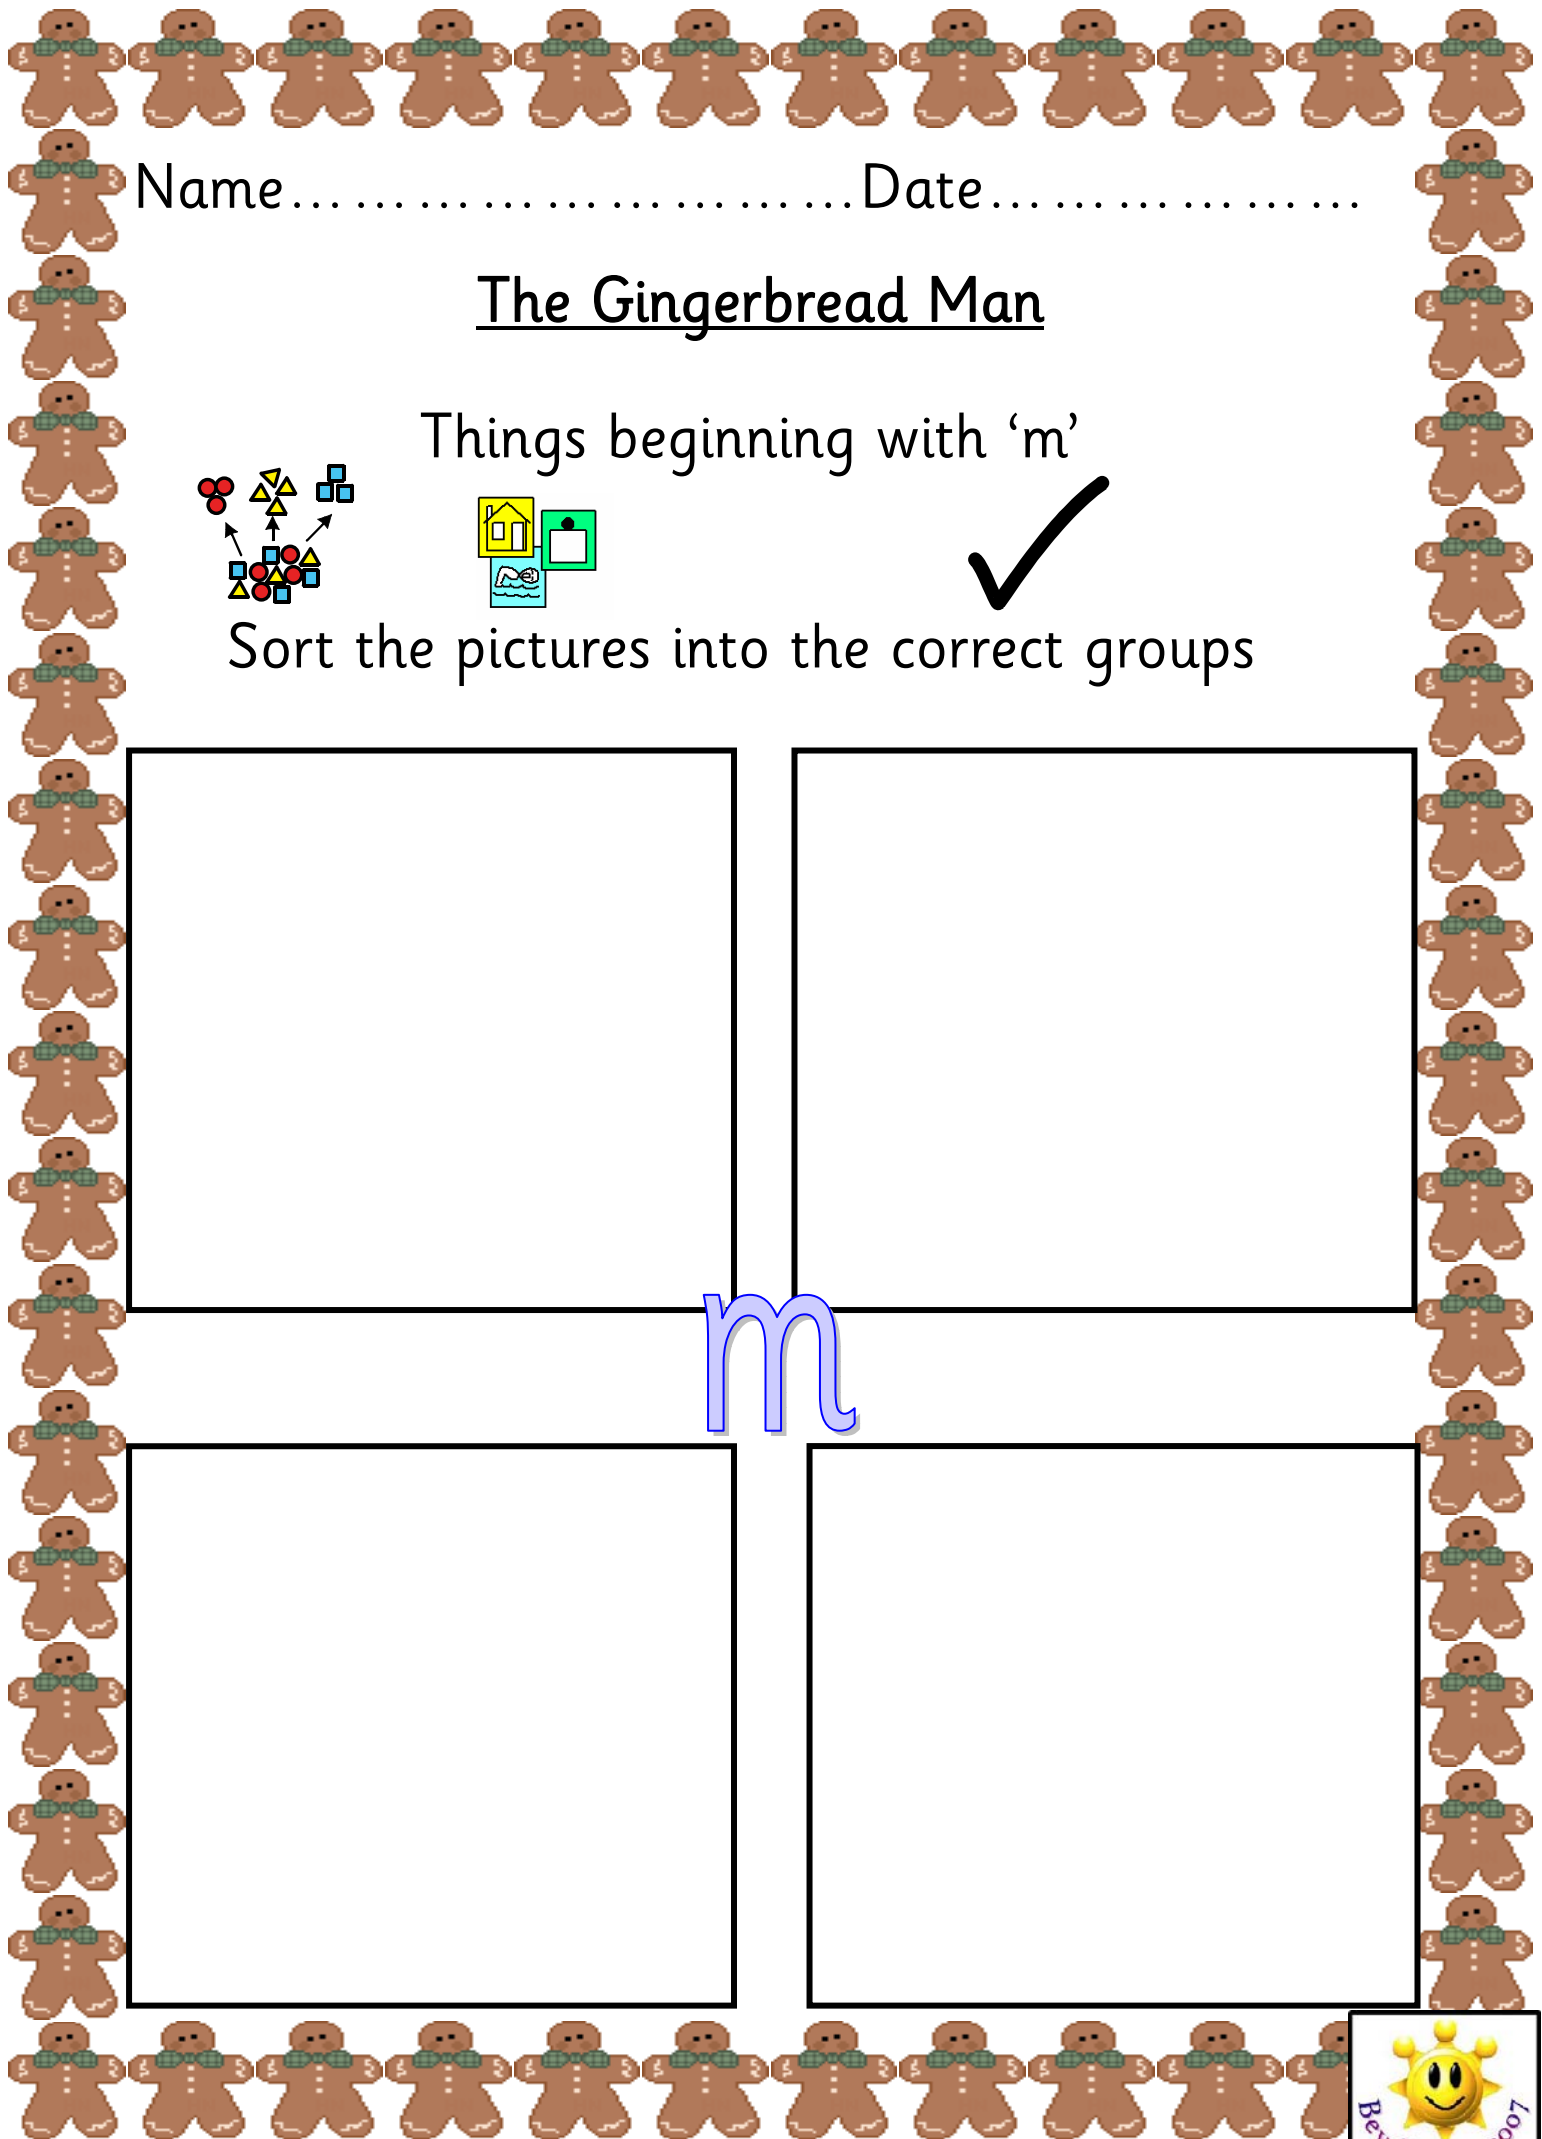 Name………………………Date………………
The Gingerbread Man
Things beginning with ‘m’
Sort the pictures into the correct groups
m